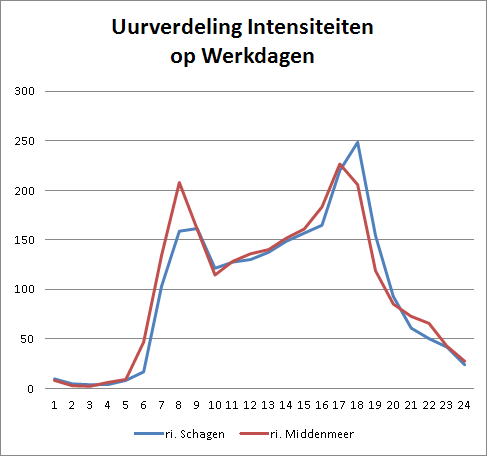 Uurverdeling Intensiteiten
op Werkdagen
300
250
200
150
100
50
0
1 2 3 4 5 6 7 8 9 10 11 12 13 14 15 16 17 18 19 20 21 22 23 24
ri. Schagen ri. Middenmeer